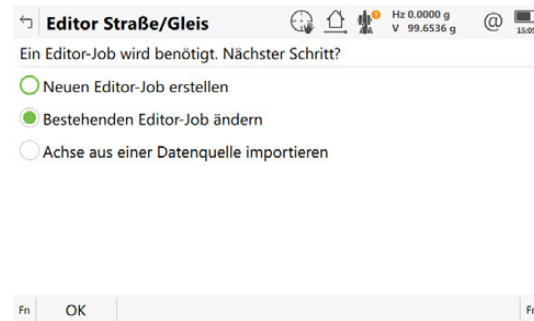 Editor Straße/Gleis
Hz 0.0000 g
V 99.6536 g
@
Ein Editor-Job wird benötigt. Nächster Schritt?
Neuen Editor-Job erstellen
Bestehenden Editor-Job ändern
Achse aus einer Datenquelle importieren
Fn OK